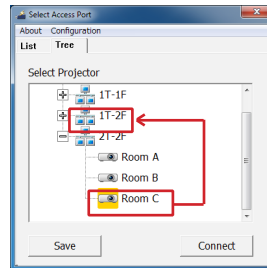 Select Access Port
About Configuration
List Tree
Select Projector
1T-1F
1T-2F
2T-2F
Room A
Room B
Room C
Save Connect